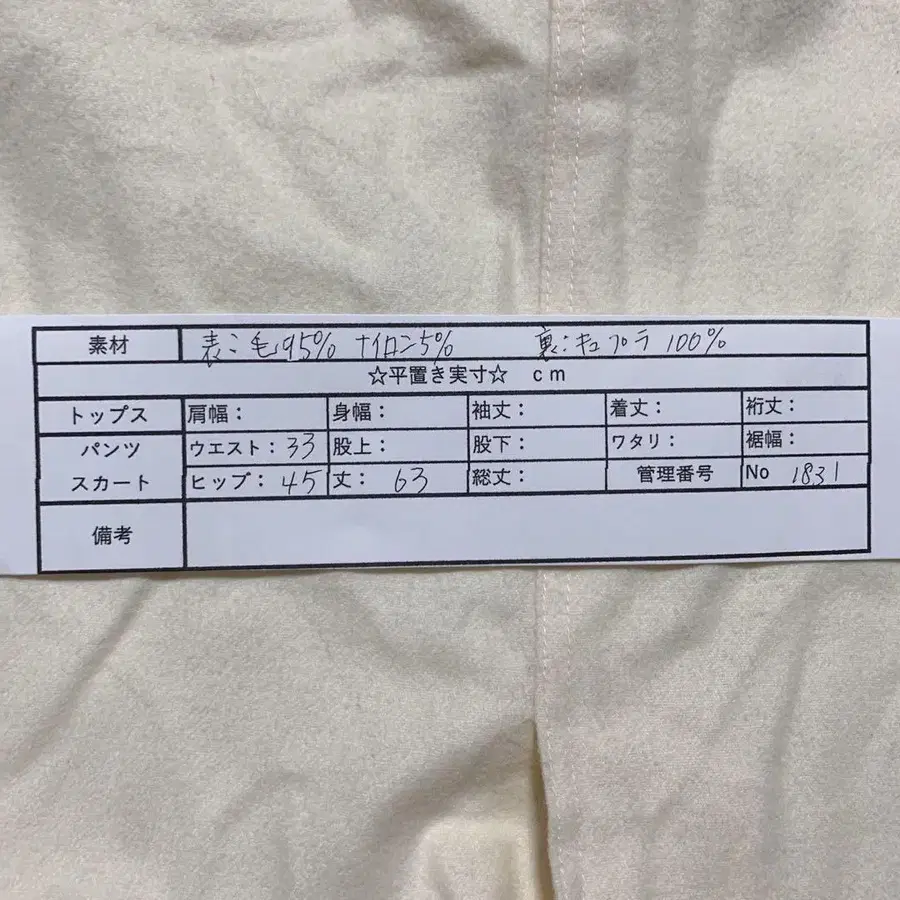 素材 表:毛95% ナイロン5% 裏:キュプラ 100%
☆平置き実寸☆ cm
トップス 肩幅: 身幅: 袖丈: 着丈: 裄丈:
パンツ ウエスト:33 股上: 股下: ワタリ: 裾幅:
スカート ヒップ:45 丈:63 総丈: 管理番号 No 1831
備考